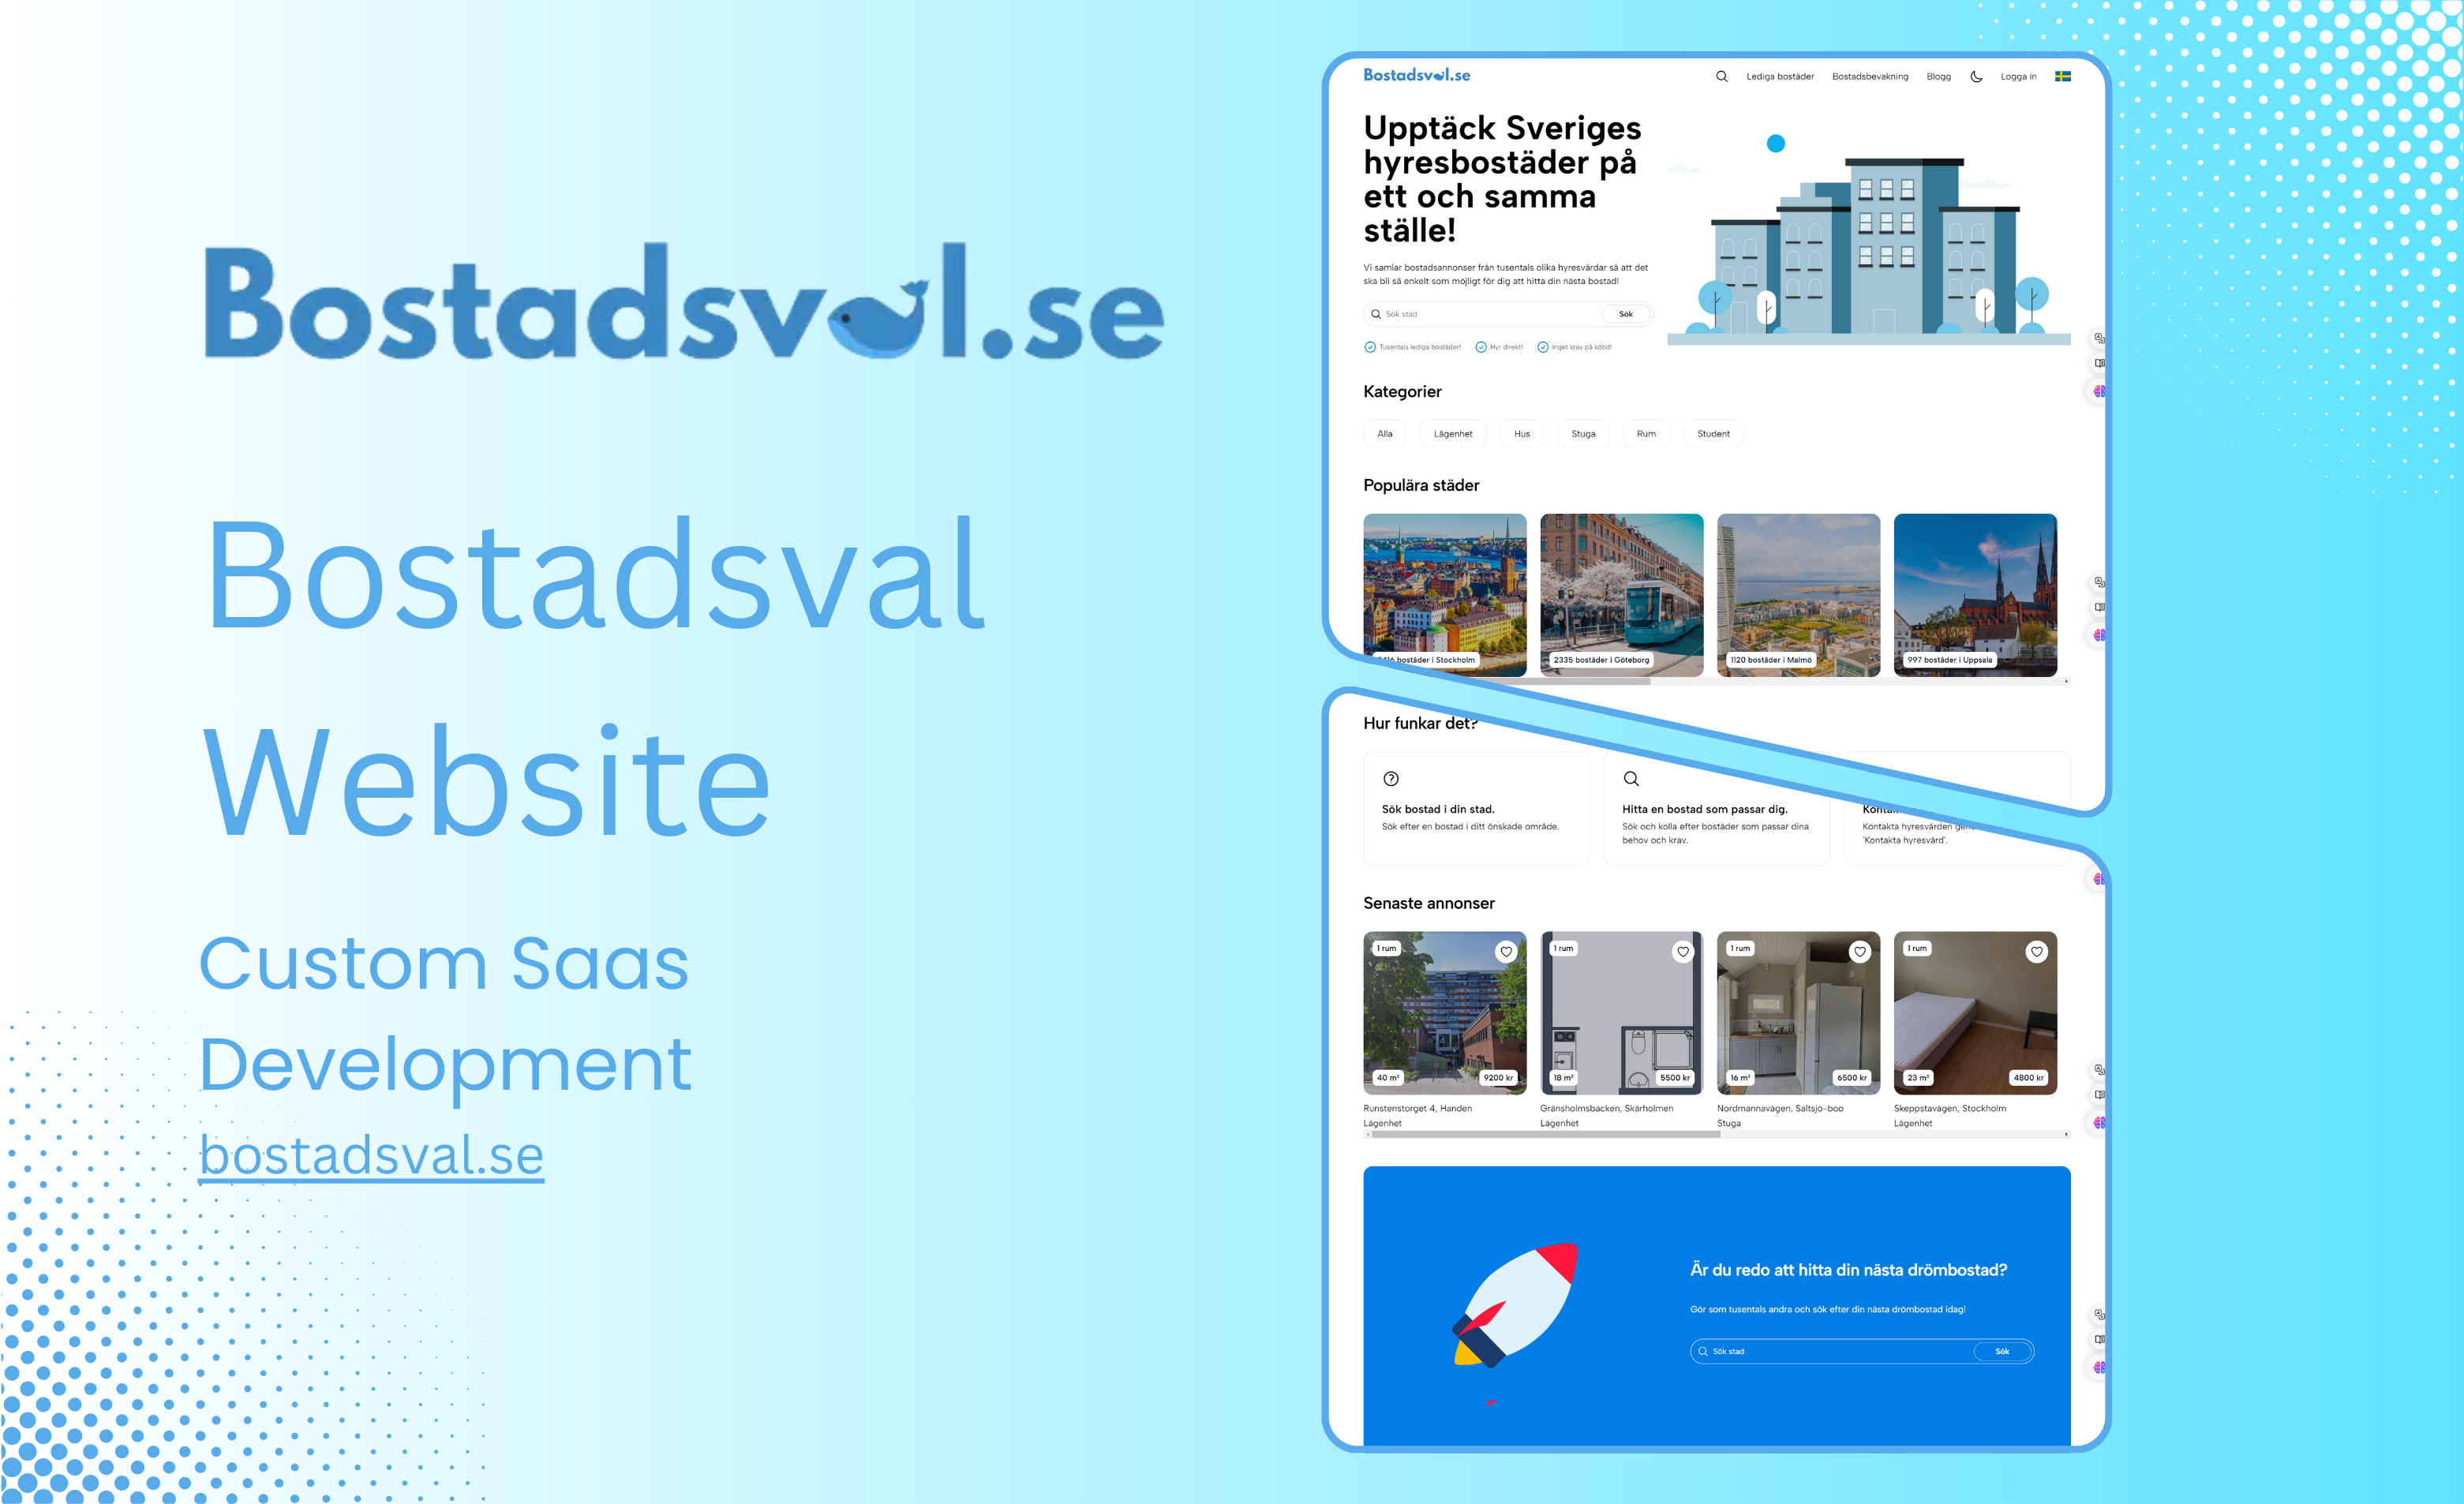 Bostadsval.se
Bostadsval
Website
Custom Saas
Development
bostadsval.se
Bostadsval.se
Lediga bostäder
Bostadsbevakning
Blogg
Logga in
Upptäck Sveriges
hyresbostäder på
ett och samma
ställe!
Vi samlar bostadsannonser från tusentals olika hyresvärdar så att det
ska bli så enkelt som möjligt för dig att hitta din nästa bostad!
Sök stad
Sök
Tusentals lediga bostäder!
Hyr direkt!
Inget krav på kötid!
Kategorier
Alla
Lägenhet
Hus
Stuga
Rum
Student
Populära städer
bostäder i Stockholm
2335 bostäder i Göteborg
1120 bostäder i Malmö
997 bostäder i Uppsala
Hur funkar det?
Sök bostad i din stad.
Sök efter en bostad i ditt önskade område.
Hitta en bostad som passar dig.
Sök och kolla efter bostäder som passar dina
behov och krav.
Kontakta hyresvärden
'Kontakta hyresvärd'.
Senaste annonser
1 rum
40 m²
9200 kr
Runstenstorget 4, Handen
Lägenhet
1 rum
18 m²
5500 kr
Gränsholmsbacken, Skärholmen
Lägenhet
1 rum
16 m²
6500 kr
Nordmannavägen, Saltsjö-boo
Stuga
1 rum
23 m²
4800 kr
Skeppstavägen, Stockholm
Lägenhet
Är du redo att hitta din nästa drömbostad?
Gör som tusentals andra och sök efter din nästa drömbostad idag!
Sök stad
Sök